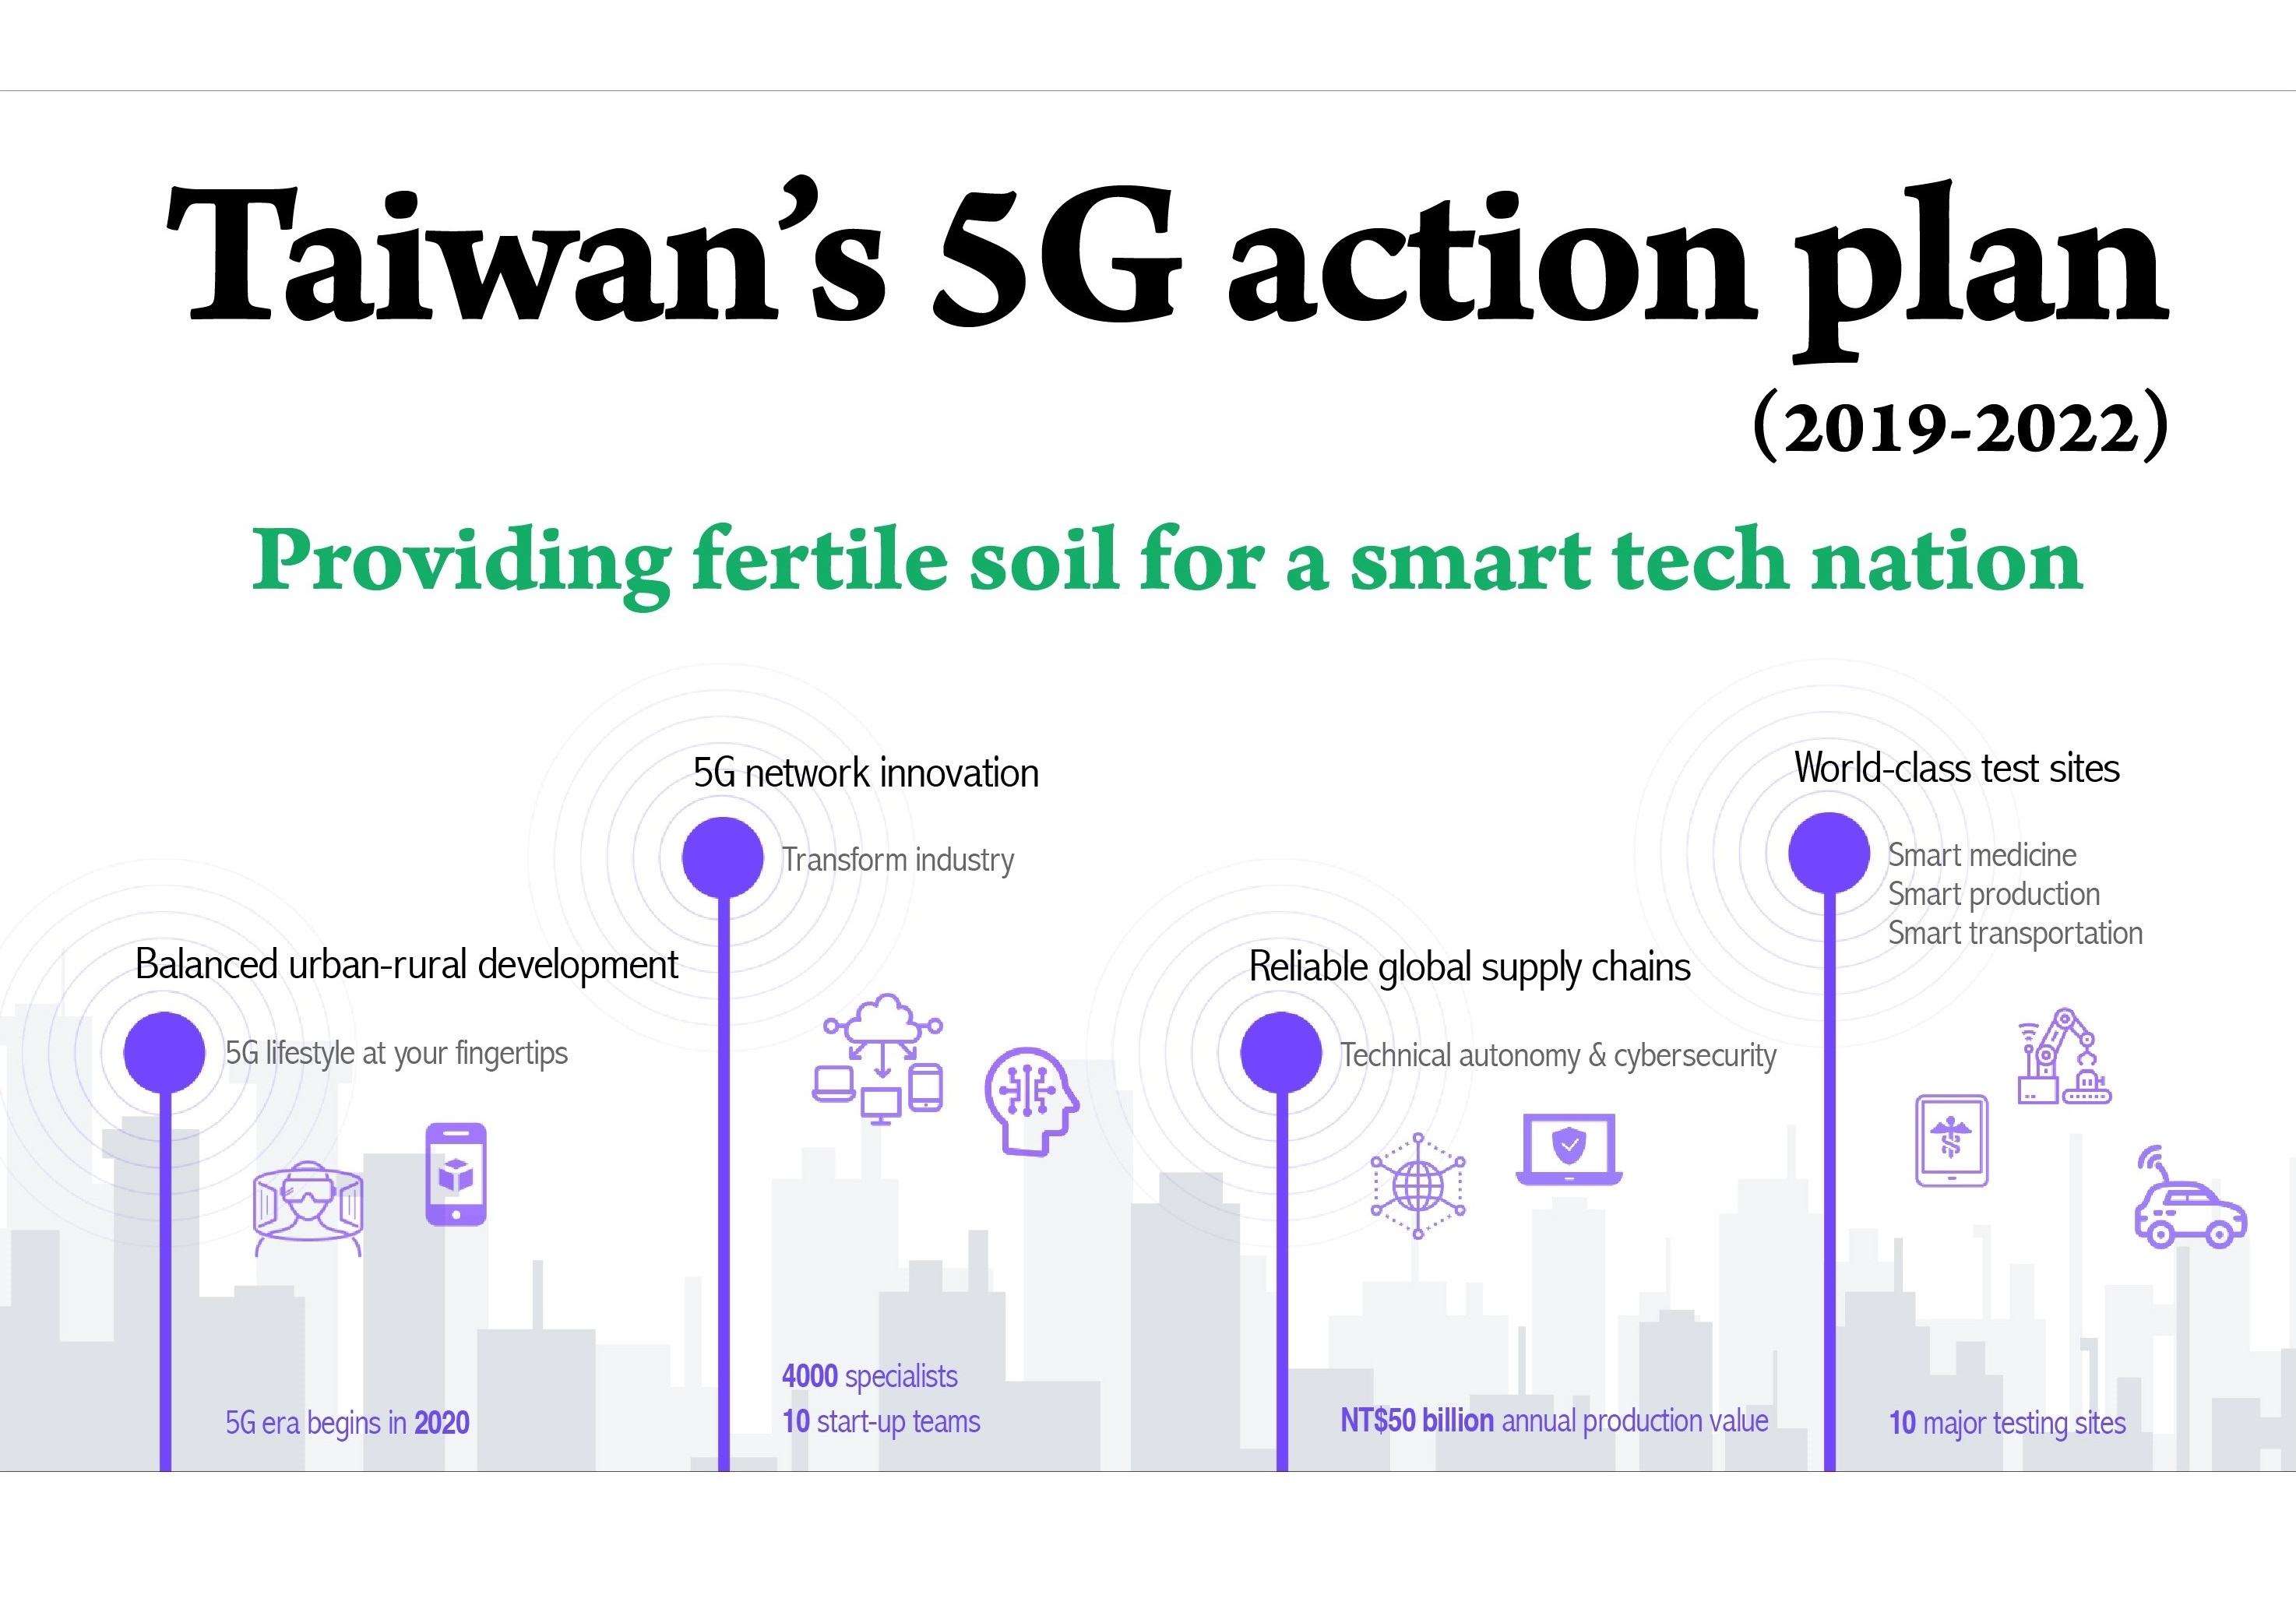 Taiwan’s 5G action plan
(2019-2022)
Providing fertile soil for a smart tech nation
Balanced urban-rural development
5G lifestyle at your fingertips
5G era begins in 2020
5G network innovation
Transform industry
4000 specialists
10 start-up teams
Reliable global supply chains
Technical autonomy & cybersecurity
NT$50 billion annual production value
World-class test sites
Smart medicine
Smart production
Smart transportation
10 major testing sites